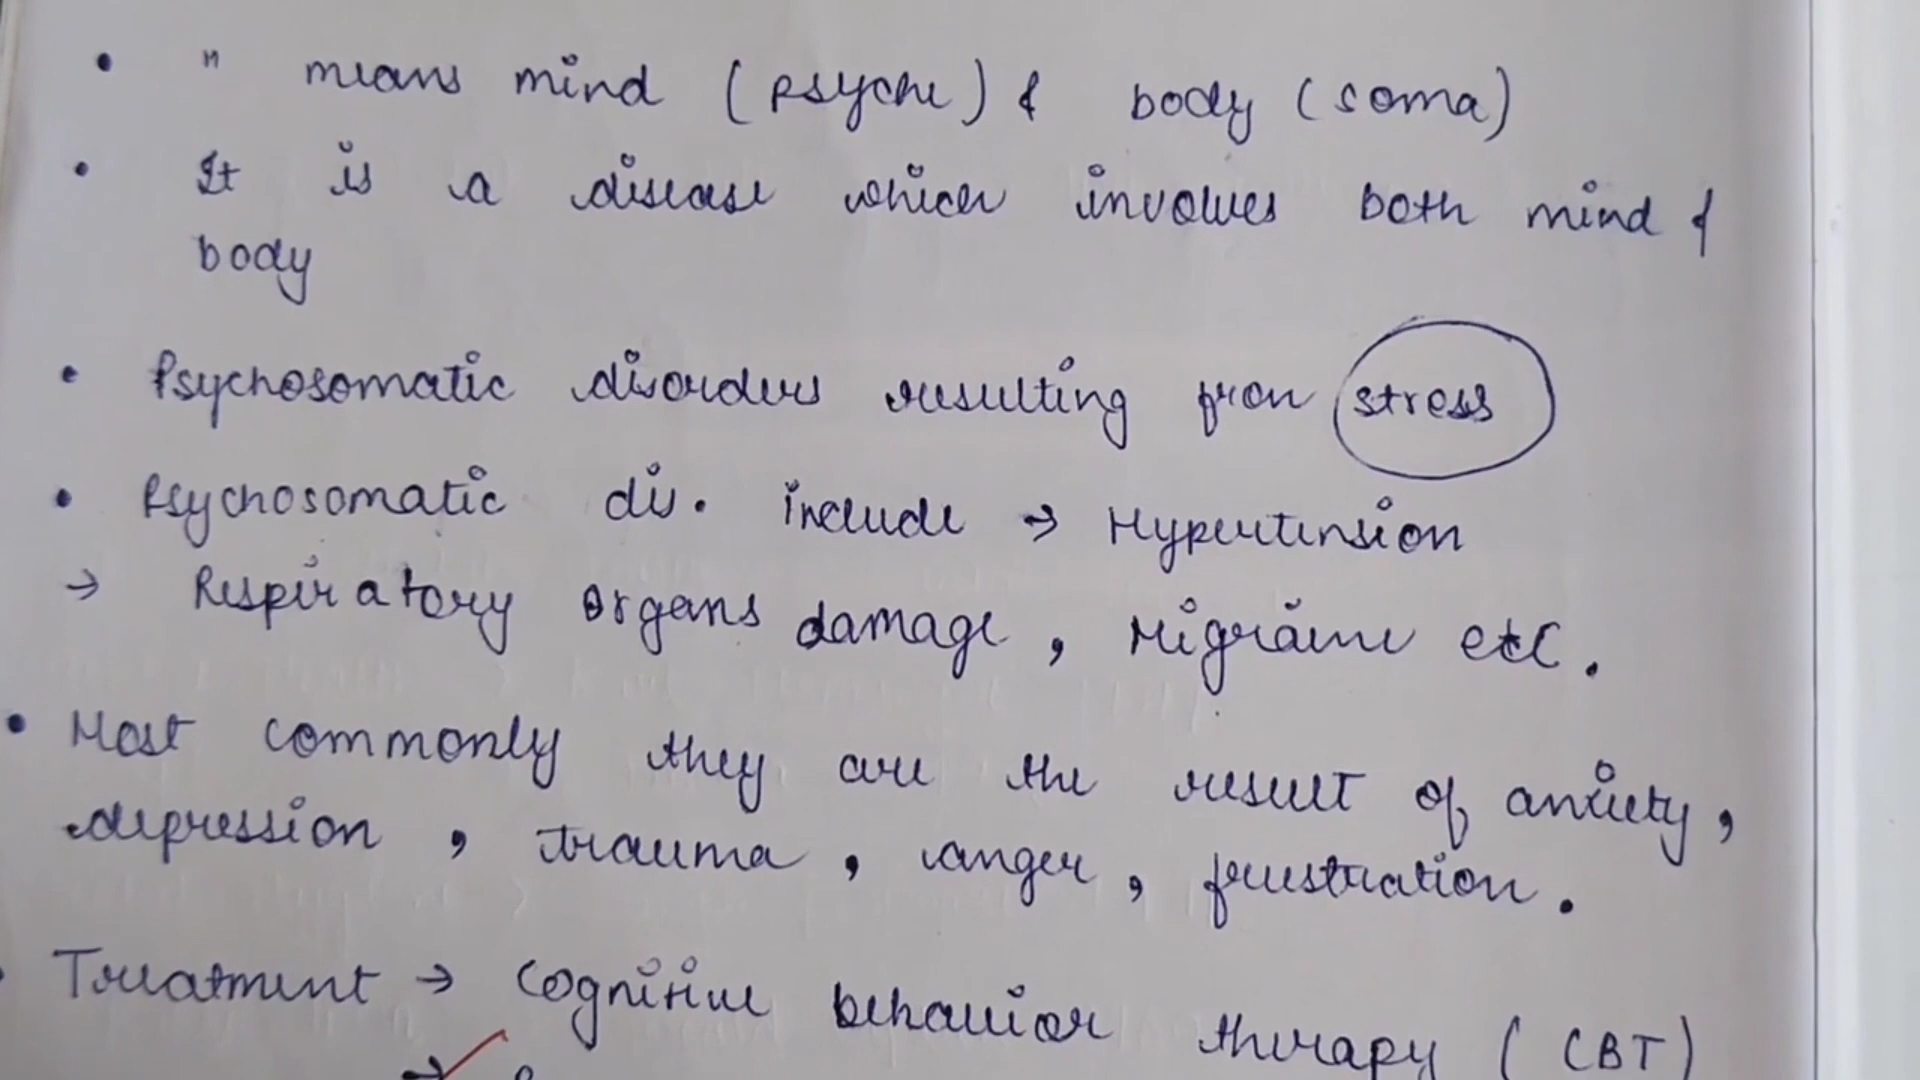 • " means mind (psyche) & body (soma)
• It is a disease which involves both mind &
body
• Psychosomatic disorders resulting from stress
• Psychosomatic dis. include → Hypertension
→ Respiratory organs damage, Migraine etc.
• Most commonly they are the result of anxiety,
depression, trauma, anger, frustration.
• Treatment → Cognitive behavior therapy (CBT)
→